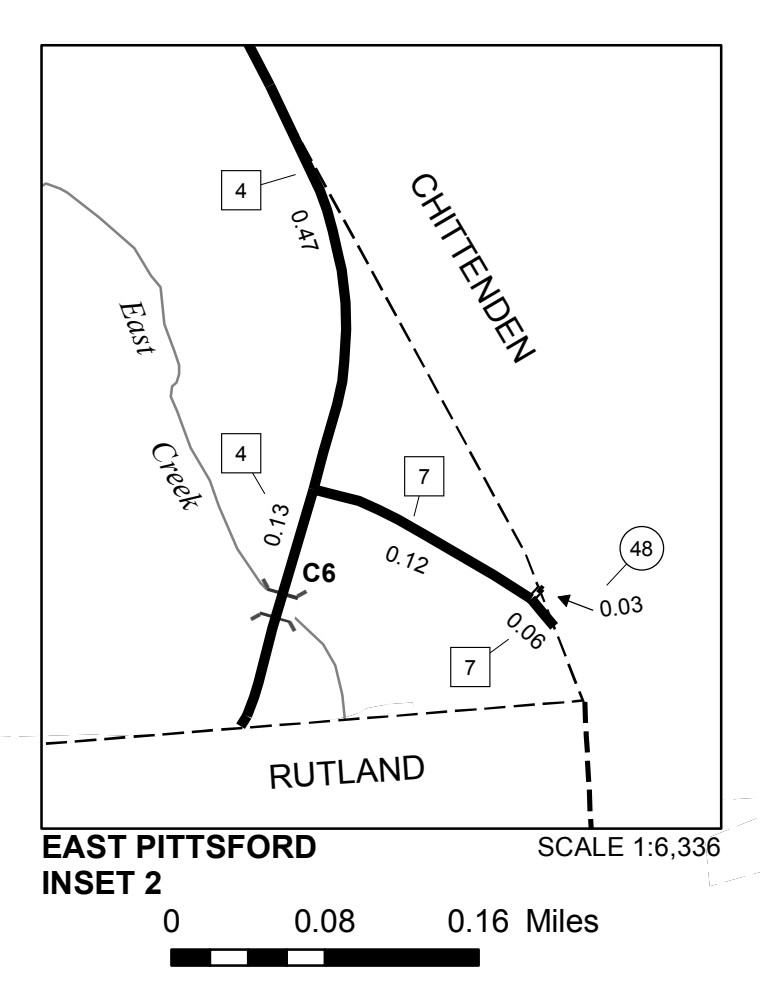 4
0.47
CHITTENDEN
East
Creek
4
0.13
7
0.12
C6
48
0.03
0.06
7
RUTLAND
EAST PITTSFORD
INSET 2
SCALE 1:6,336
0 0.08 0.16 Miles